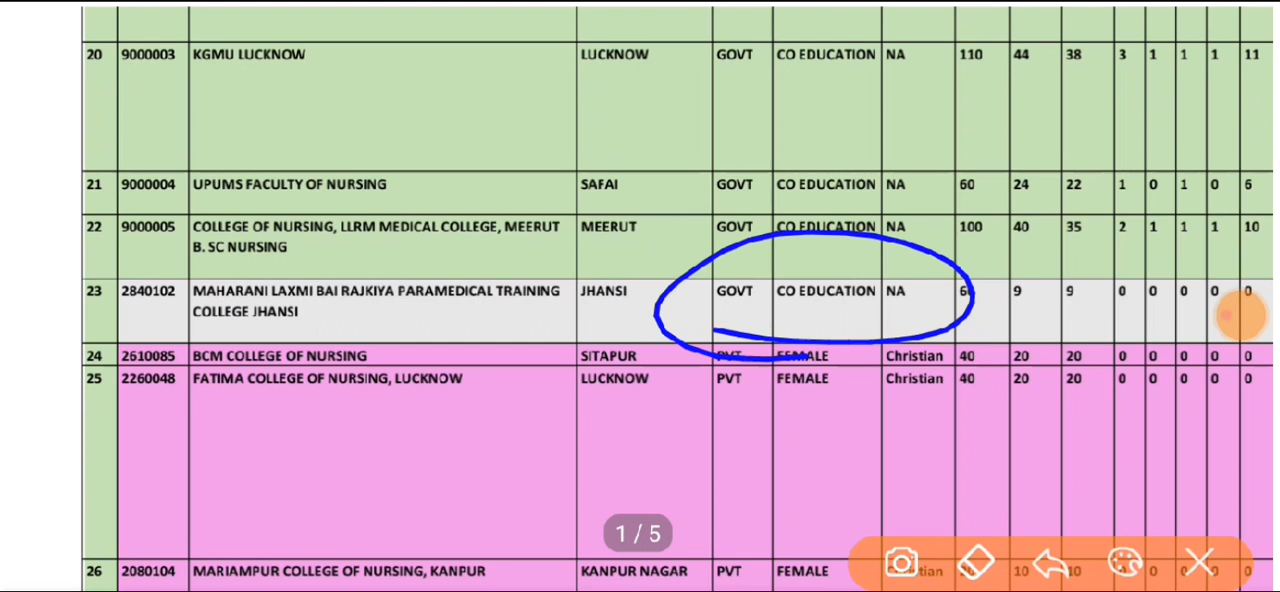 20 9000003 KGMU LUCKNOW LUCKNOW GOVT CO EDUCATION NA 110 44 38 3 1 1 1 11
21 9000004 UPUMS FACULTY OF NURSING SAFAI GOVT CO EDUCATION NA 60 24 22 1 0 1 0 6
22 9000005 COLLEGE OF NURSING, LLRM MEDICAL COLLEGE, MEERUT MEERUT GOVT CO EDUCATION NA 100 40 35 2 1 1 1 10
B. SC NURSING
23 2840102 MAHARANI LAXMI BAI RAJKIYA PARAMEDICAL TRAINING JHANSI GOVT CO EDUCATION NA 9 9 0 0 0 0 0
COLLEGE JHANSI
24 2610085 BCM COLLEGE OF NURSING SITAPUR PVT FEMALE Christian 40 20 20 0 0 0 0 0
25 2260048 FATIMA COLLEGE OF NURSING, LUCKNOW LUCKNOW PVT FEMALE Christian 40 20 20 0 0 0 0 0
1 / 5
26 2080104 MARIAMPUR COLLEGE OF NURSING, KANPUR KANPUR NAGAR PVT FEMALE 10 10 0 0 0